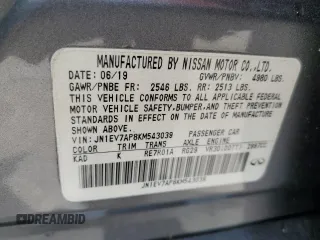 MANUFACTURED BY NISSAN MOTOR CO.,LTD.
DATE: 06/19 GVWR/PNBV: 4980 LBS.
GAWR/PNBE FR: 2546 LBS. RR: 2513 LBS.
THIS VEHICLE CONFORMS TO ALL APPLICABLE FEDERAL
MOTOR VEHICLE SAFETY, BUMPER, AND THEFT PREVENTION
STANDARDS IN EFFECT ON THE DATE OF MANUFACTURE
SHOWN ABOVE.
VIN: JN1EV7AP8KM543039 PASSENGER CAR
COLOR TRIM TRANS AXLE ENGINE
KAD K RE7R01A R029
JN1EV7AP8KM543039
DAMAGEBID